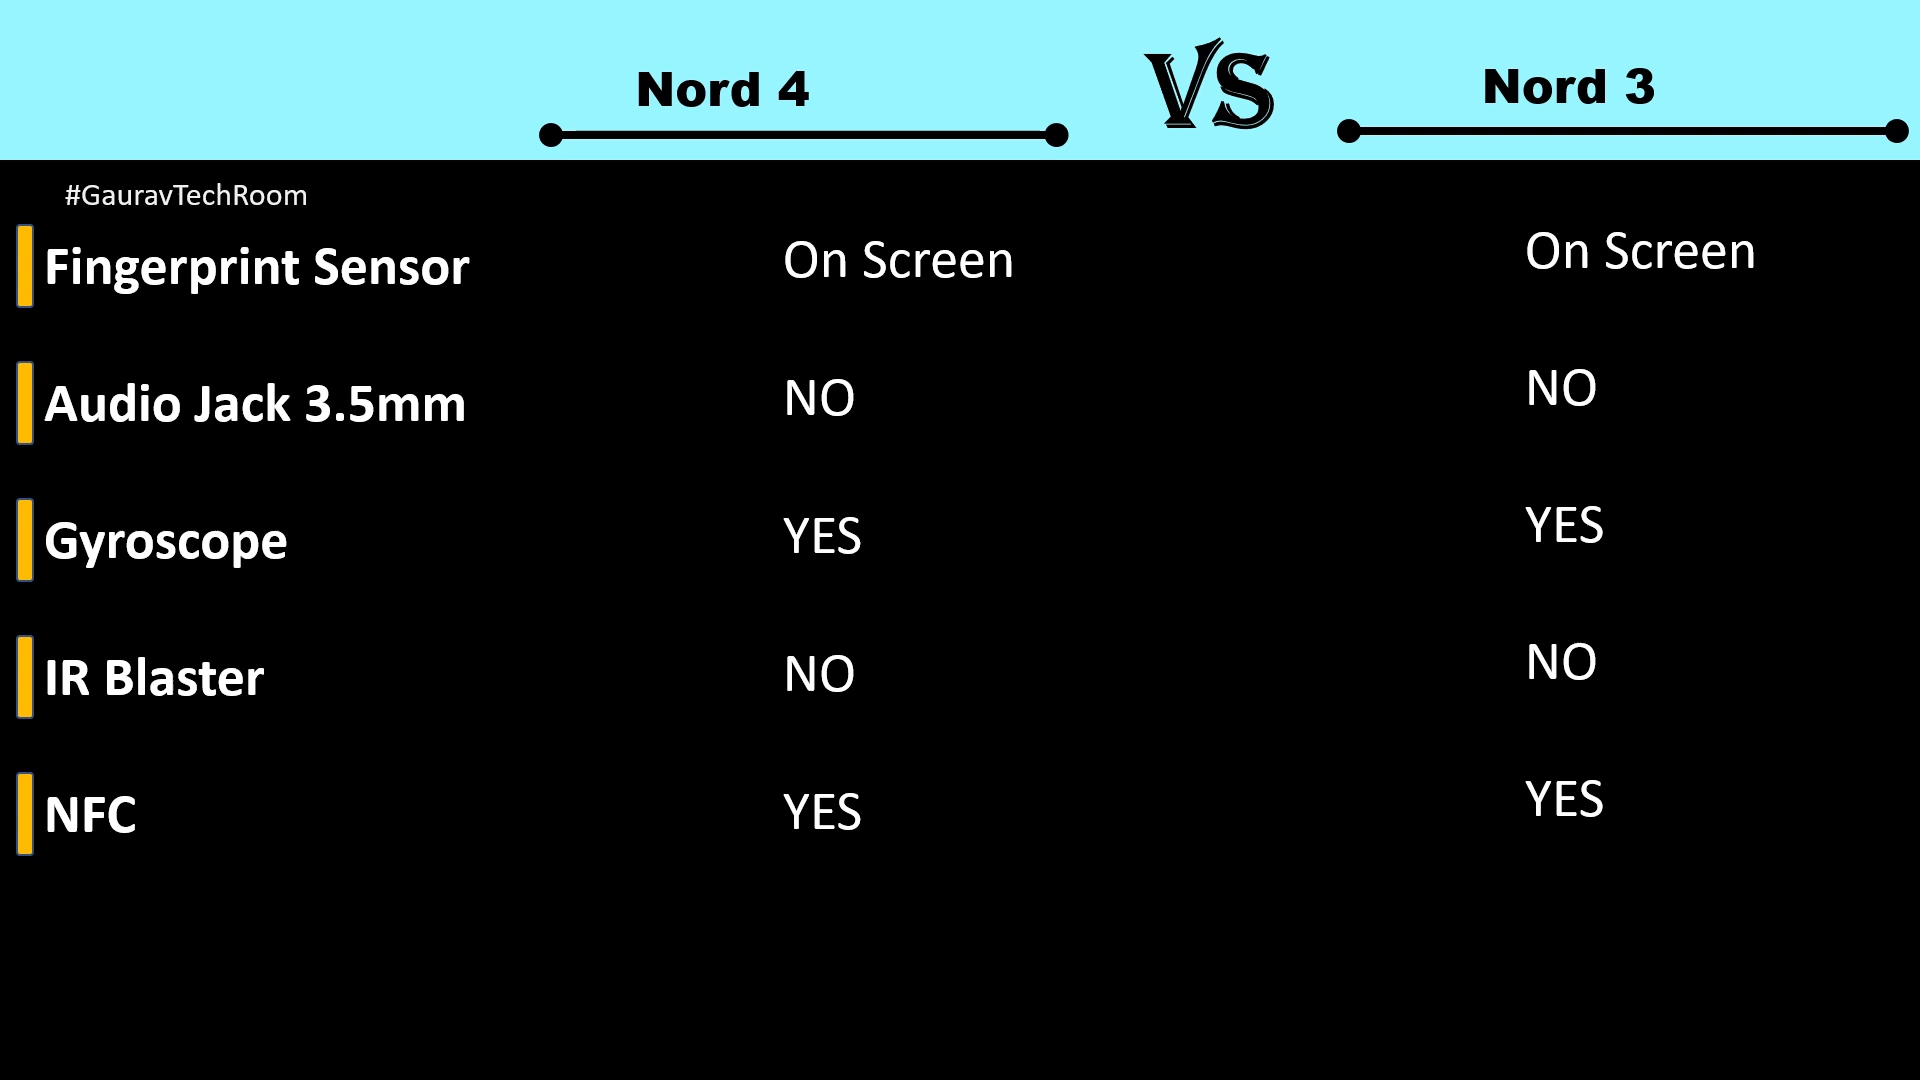 Nord 4 VS Nord 3
#GauravTechRoom
Fingerprint Sensor On Screen On Screen
Audio Jack 3.5mm NO NO
Gyroscope YES YES
IR Blaster NO NO
NFC YES YES